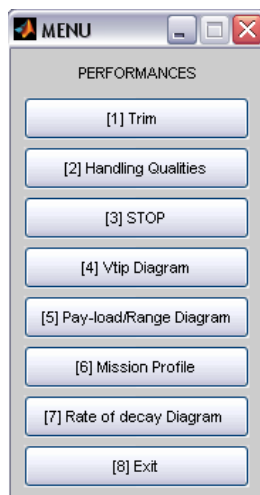 MENU
PERFORMANCES
[1] Trim
[2] Handling Qualities
[3] STOP
[4] Vtip Diagram
[5] Pay-load/Range Diagram
[6] Mission Profile
[7] Rate of decay Diagram
[8] Exit